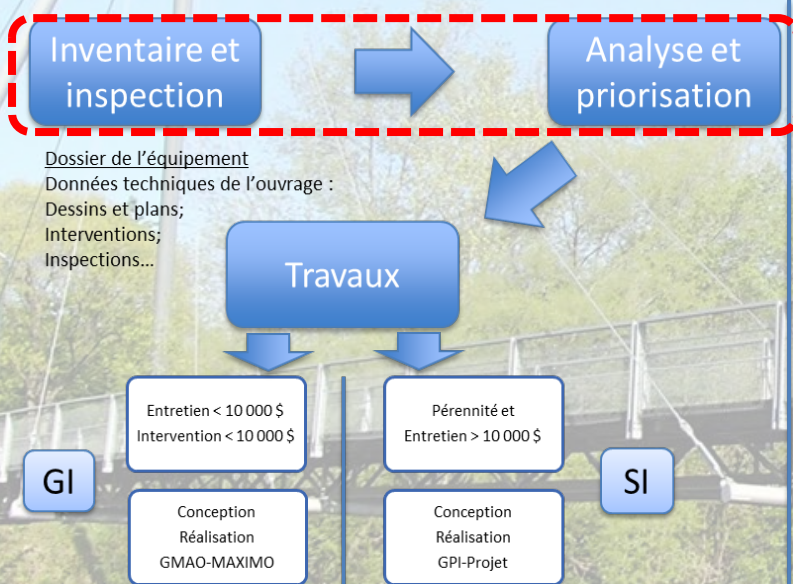 Inventaire et
inspection
Analyse et
priorisation
Dossier de l'équipement
Données techniques de l'ouvrage :
Dessins et plans;
Interventions;
Inspections...
Travaux
Entretien < 10 000 $
Intervention < 10 000 $
Pérennité et
Entretien > 10 000 $
GI
SI
Conception
Réalisation
GMAO-MAXIMO
Conception
Réalisation
GPI-Projet